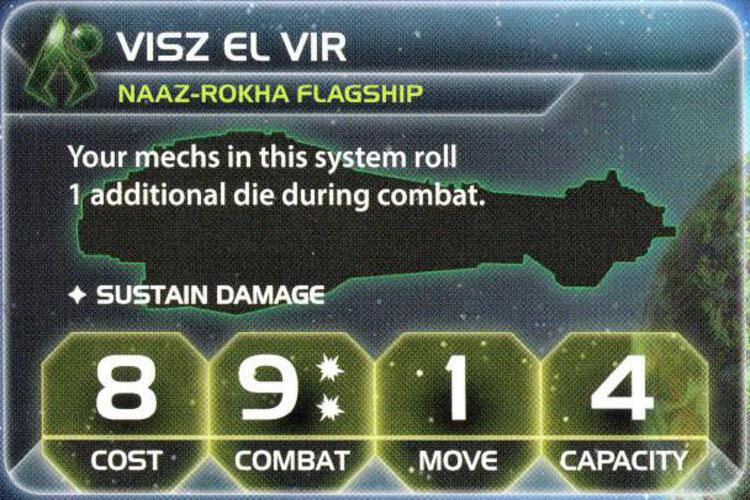 VISZ EL VIR
NAAZ-ROKHA FLAGSHIP
Your mechs in this system roll
1 additional die during combat.
SUSTAIN DAMAGE
8 9 1 4
COST COMBAT MOVE CAPACITY